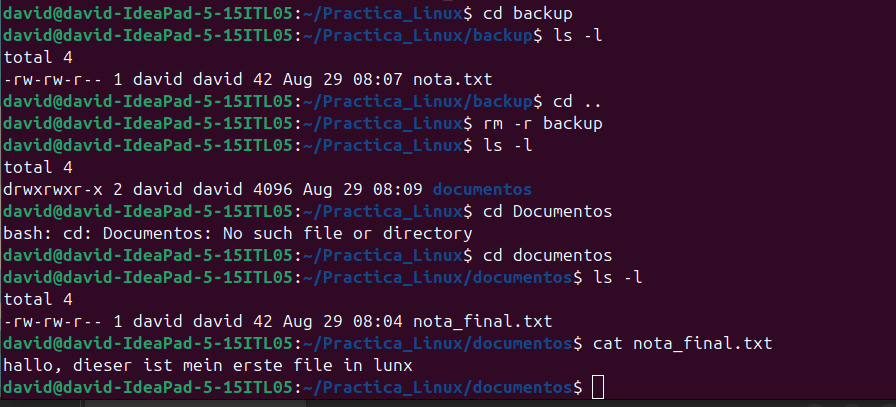 david@david-IdeaPad-5-15ITL05:~/Practica_Linux$ cd backup
david@david-IdeaPad-5-15ITL05:~/Practica_Linux/backup$ ls -l
total 4
-rw-rw-r-- 1 david david 42 Aug 29 08:07 nota.txt
david@david-IdeaPad-5-15ITL05:~/Practica_Linux/backup$ cd ..
david@david-IdeaPad-5-15ITL05:~/Practica_Linux$ rm -r backup
david@david-IdeaPad-5-15ITL05:~/Practica_Linux$ ls -l
total 4
drwxrwxr-x 2 david david 4096 Aug 29 08:09 documentos
david@david-IdeaPad-5-15ITL05:~/Practica_Linux$ cd Documentos
bash: cd: Documentos: No such file or directory
david@david-IdeaPad-5-15ITL05:~/Practica_Linux$ cd documentos
david@david-IdeaPad-5-15ITL05:~/Practica_Linux/documentos$ ls -l
total 4
-rw-rw-r-- 1 david david 42 Aug 29 08:04 nota_final.txt
david@david-IdeaPad-5-15ITL05:~/Practica_Linux/documentos$ cat nota_final.txt
hallo, dieser ist mein erste file in lunx
david@david-IdeaPad-5-15ITL05:~/Practica_Linux/documentos$